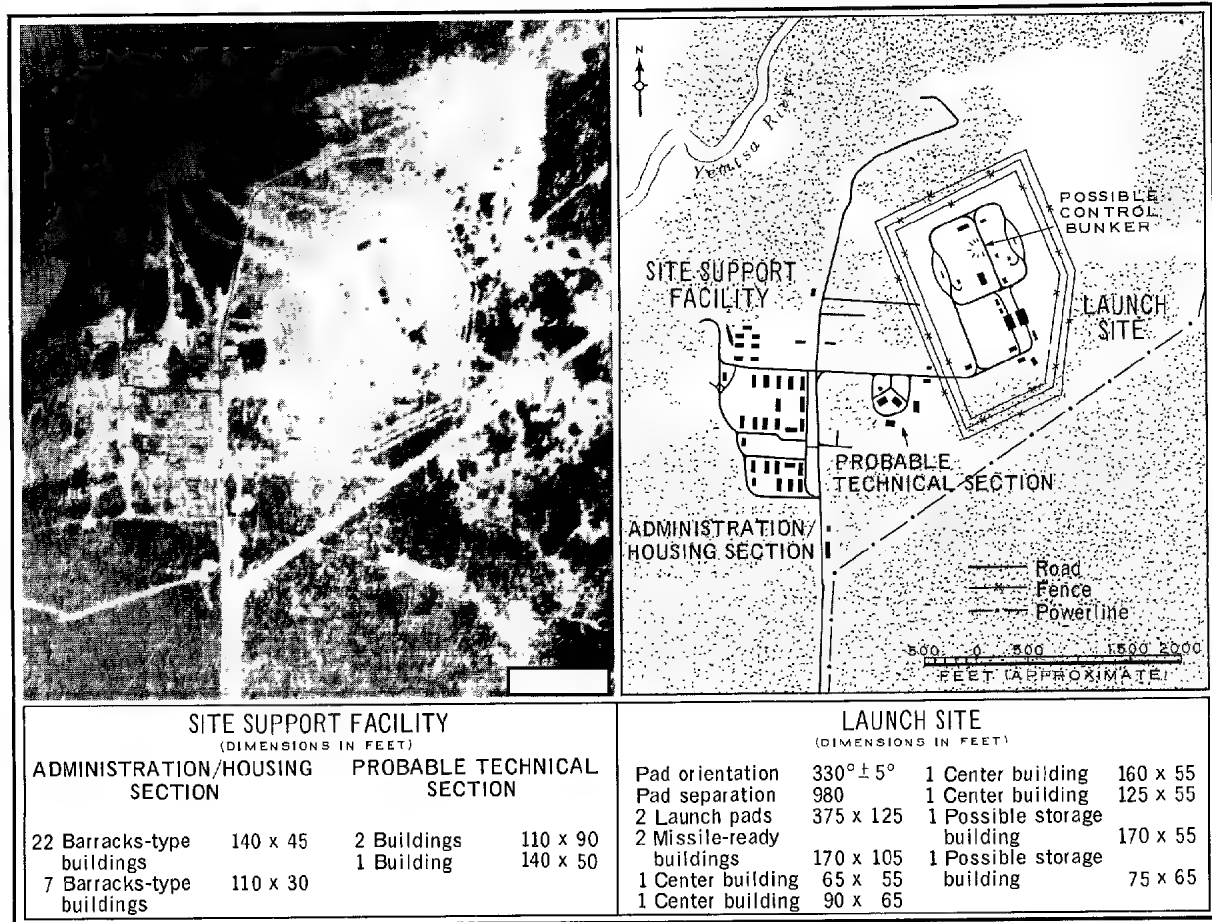 N
Yemtsa River
POSSIBLE
CONTROL
BUNKER
SITE SUPPORT
FACILITY
LAUNCH
SITE
PROBABLE
TECHNICAL SECTION
ADMINISTRATION/
HOUSING SECTION
Road
Fence
Powerline
500 0 500 1500 2000
FEET (APPROXIMATE)
SITE SUPPORT FACILITY
(DIMENSIONS IN FEET)
ADMINISTRATION/HOUSING
SECTION
22 Barracks-type
buildings 140 x 45
7 Barracks-type
buildings 110 x 30
PROBABLE TECHNICAL
SECTION
2 Buildings 110 x 90
1 Building 140 x 50
LAUNCH SITE
(DIMENSIONS IN FEET)
Pad orientation 330° ± 5°
Pad separation 980
2 Launch pads 375 x 125
2 Missile-ready
buildings 170 x 105
1 Center building 65 x 55
1 Center building 90 x 65
1 Center building 160 x 55
1 Center building 125 x 55
1 Possible storage
building 170 x 55
1 Possible storage
building 75 x 65